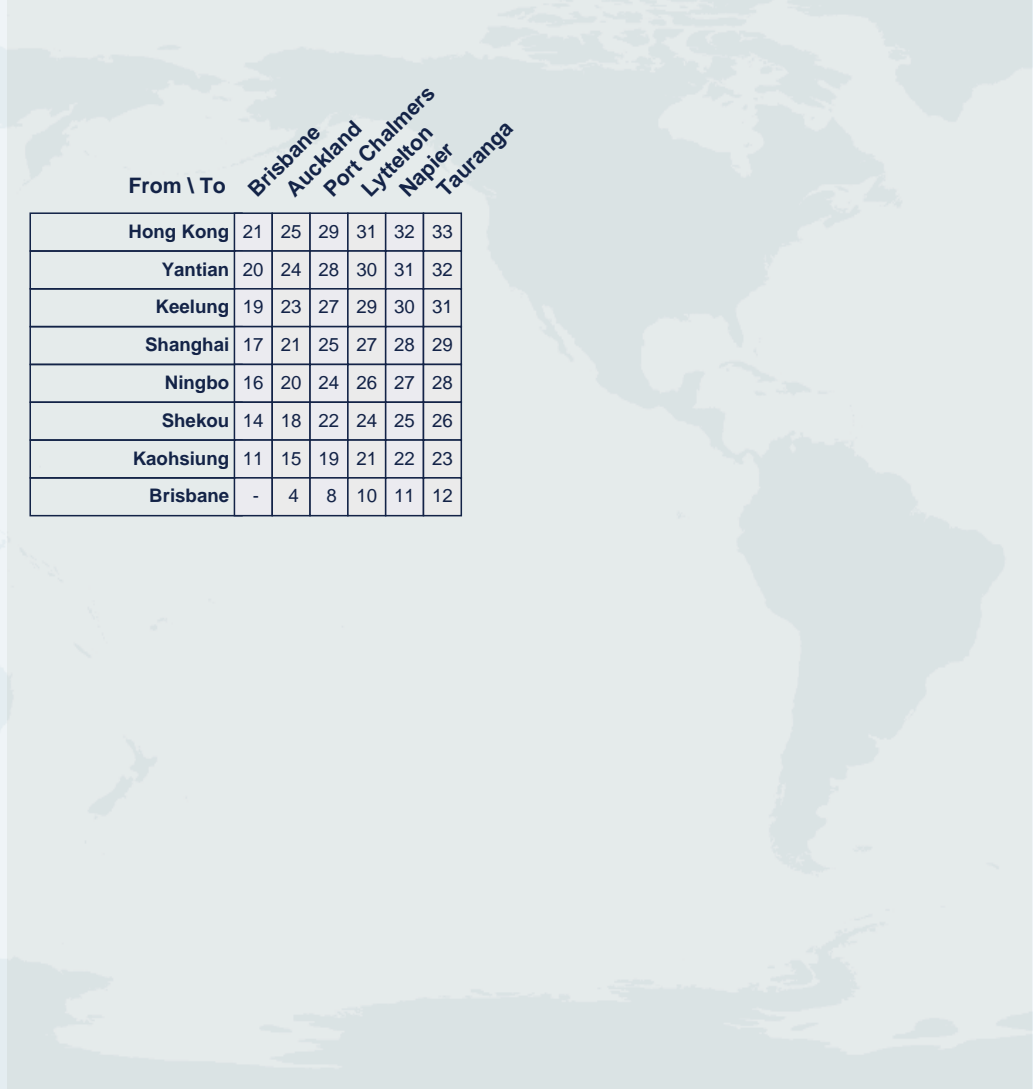 From \ To Brisbane Auckland Port Chalmers Lyttelton Napier Tauranga
Hong Kong 21 25 29 31 32 33
Yantian 20 24 28 30 31 32
Keelung 19 23 27 29 30 31
Shanghai 17 21 25 27 28 29
Ningbo 16 20 24 26 27 28
Shekou 14 18 22 24 25 26
Kaohsiung 11 15 19 21 22 23
Brisbane - 4 8 10 11 12